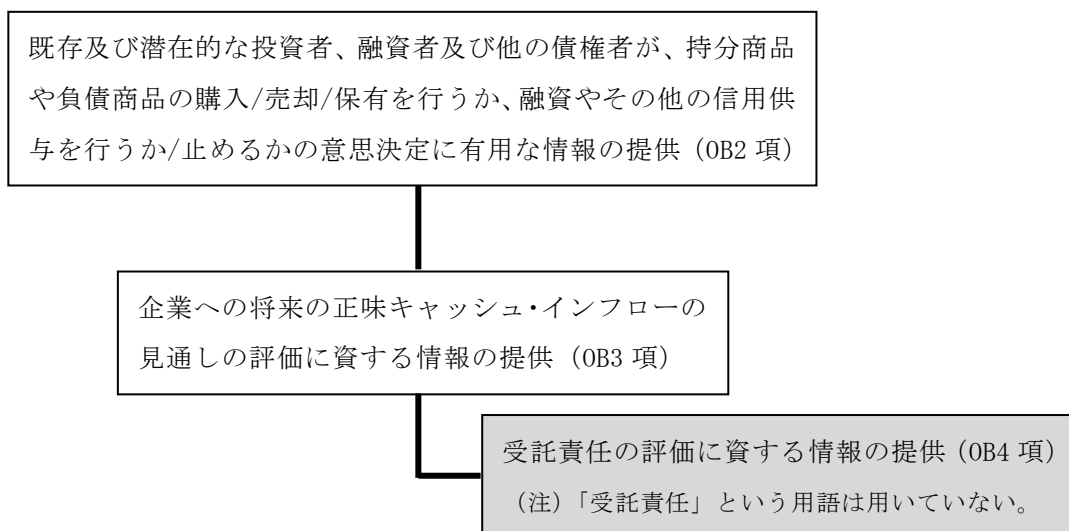 既存及び潜在的な投資者、融資者及び他の債権者が、持分商品
や負債商品の購入/売却/保有を行うか、融資やその他の信用供
与を行うか/止めるかの意思決定に有用な情報の提供（OB2 項）
企業への将来の正味キャッシュ・インフローの
見通しの評価に資する情報の提供（OB3 項）
受託責任の評価に資する情報の提供（OB4 項）
（注）「受託責任」という用語は用いていない。